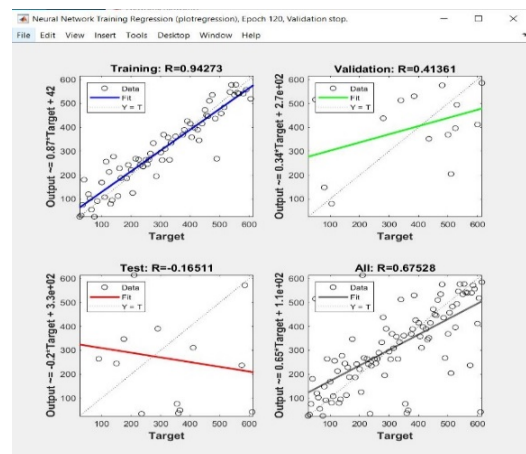 Neural Network Training Regression (plotregression), Epoch 120, Validation stop.
File Edit View Insert Tools Desktop Window Help
Training: R=0.94273
Output ~= 0.87*Target + 42
600
500
400
300
200
100
Data
Fit
Y = T
100 200 300 400 500 600
Target
Validation: R=0.41361
Output ~= 0.34*Target + 2.7e+02
600
500
400
300
200
100
Data
Fit
Y = T
100 200 300 400 500 600
Target
Test: R=-0.16511
Output ~= -0.2*Target + 3.3e+02
600
500
400
300
200
100
Data
Fit
Y = T
100 200 300 400 500 600
Target
All: R=0.67528
Output ~= 0.65*Target + 1.1e+02
600
500
400
300
200
100
Data
Fit
Y = T
100 200 300 400 500 600
Target